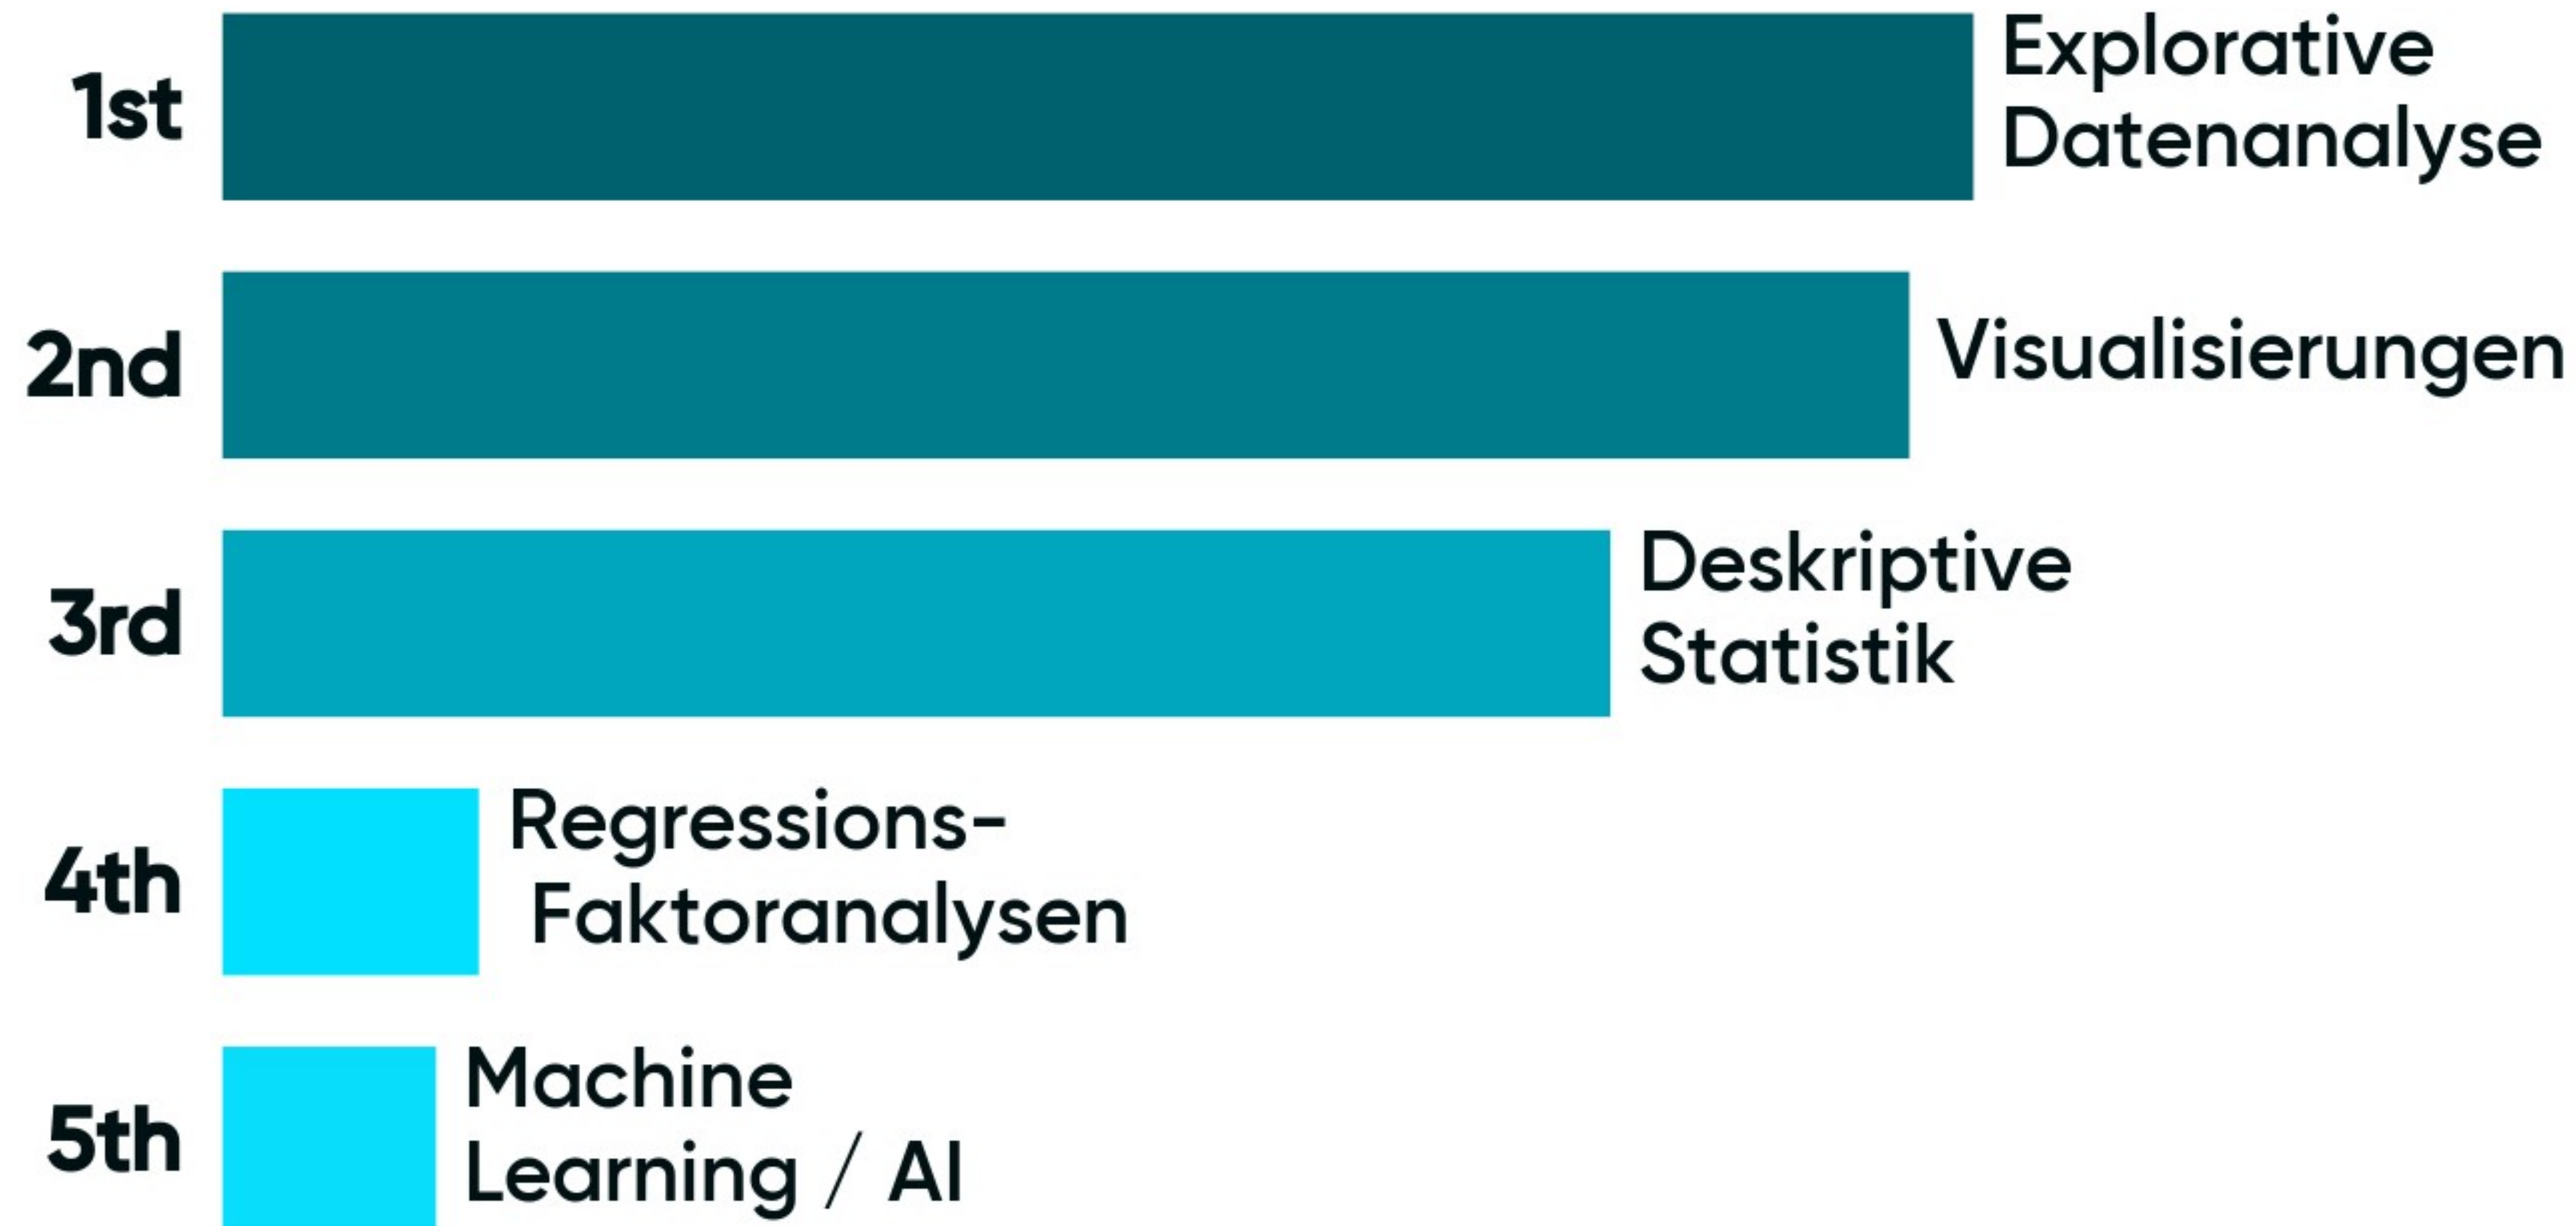 1st
Explorative
Datenanalyse
2nd
Visualisierungen
3rd
Deskriptive
Statistik
4th
Regressions-
Faktoranalysen
5th
Machine
Learning / AI